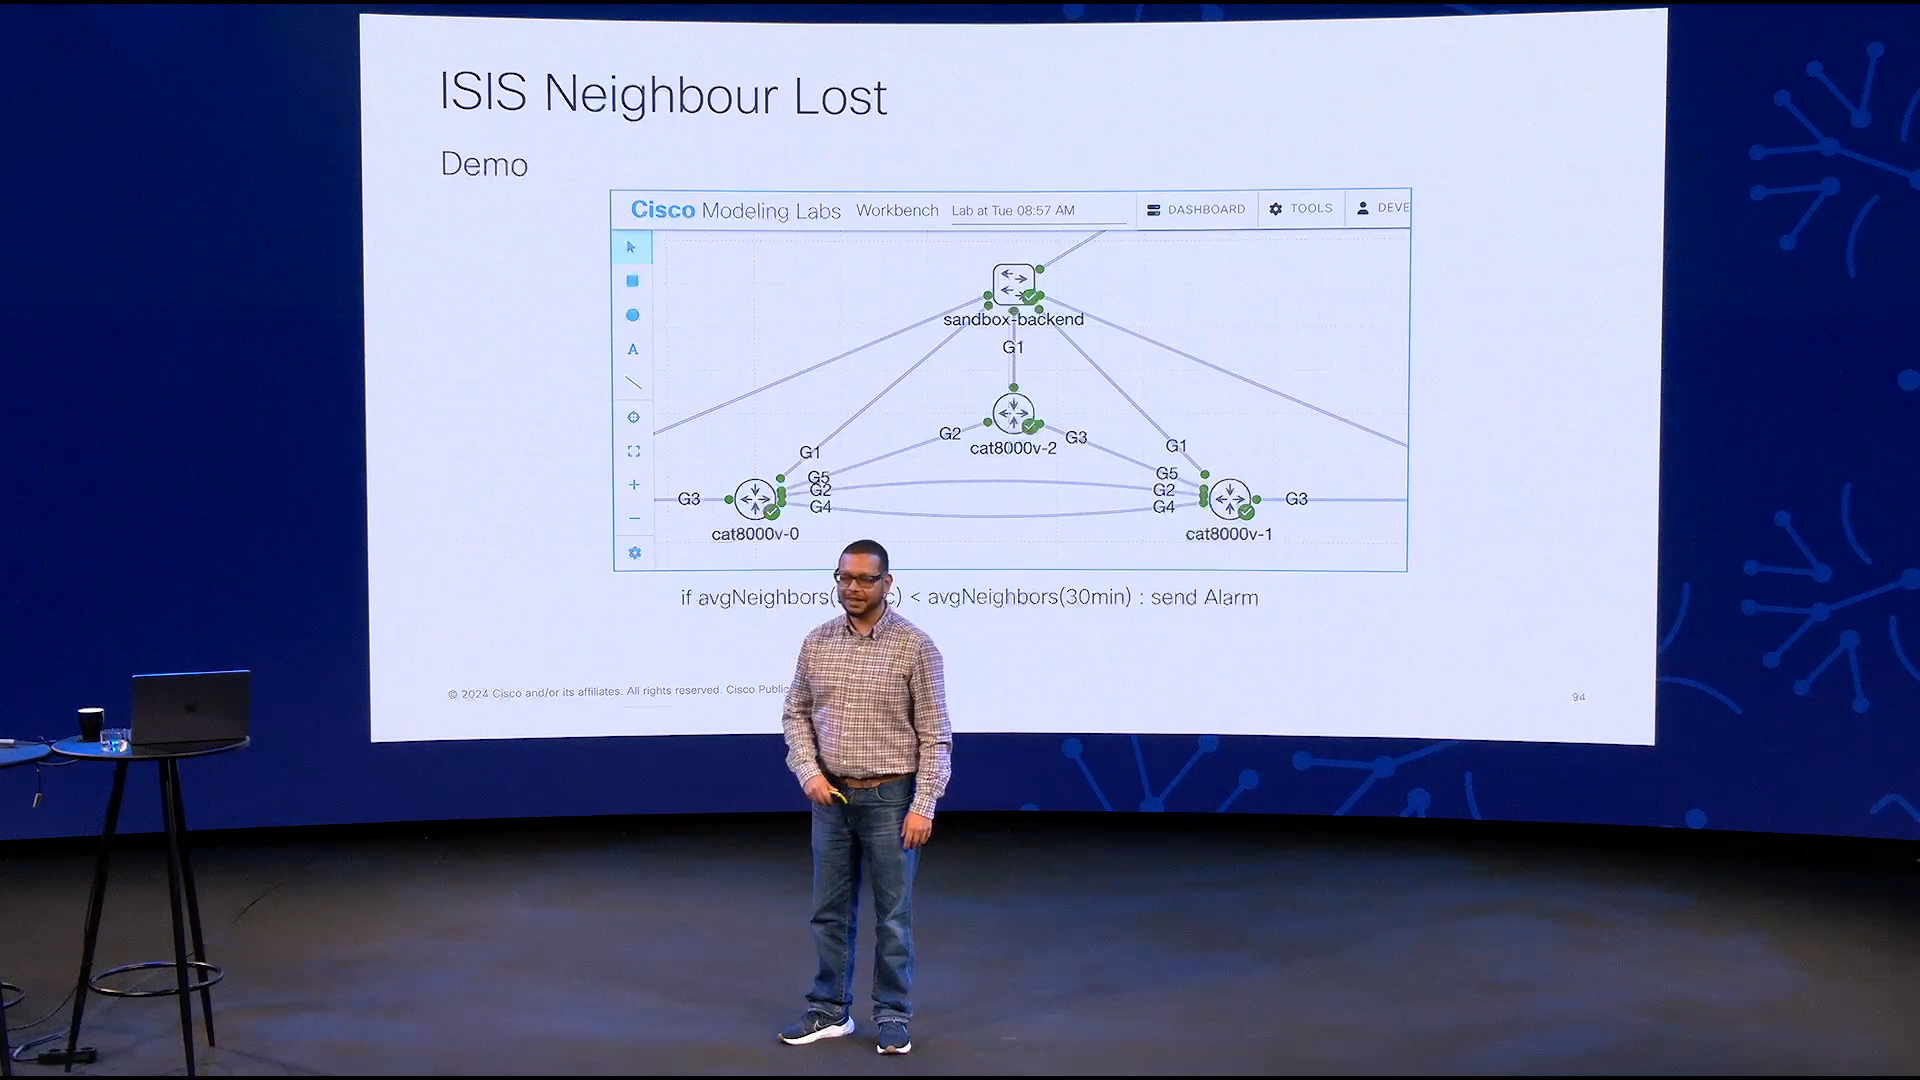 ISIS Neighbour Lost
Demo
Cisco Modeling Labs Workbench Lab at Tue 08:57 AM DASHBOARD TOOLS DEVE
A
sandbox-backend
G1
G2 G3
cat8000v-2
G1 G1
G5 G5
G2 G2
G3 G4 G4 G3
cat8000v-0 cat8000v-1
if avgNeighbors( c) < avgNeighbors(30min) : send Alarm
© 2024 Cisco and/or its affiliates. All rights reserved. Cisco Public
94